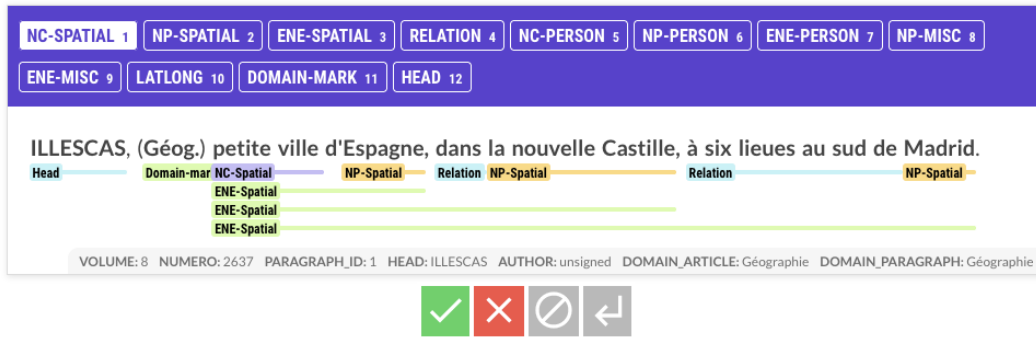 NC-SPATIAL 1 NP-SPATIAL 2 ENE-SPATIAL 3 RELATION 4 NC-PERSON 5 NP-PERSON 6 ENE-PERSON 7 NP-MISC 8
ENE-MISC 9 LATLONG 10 DOMAIN-MARK 11 HEAD 12
ILLESCAS, (Géog.) petite ville d'Espagne, dans la nouvelle Castille, à six lieues au sud de Madrid.
Head Domain-mar NC-Spatial NP-Spatial Relation NP-Spatial Relation NP-Spatial
ENE-Spatial
ENE-Spatial
ENE-Spatial
VOLUME: 8 NUMERO: 2637 PARAGRAPH_ID: 1 HEAD: ILLESCAS AUTHOR: unsigned DOMAIN_ARTICLE: Géographie DOMAIN_PARAGRAPH: Géographie